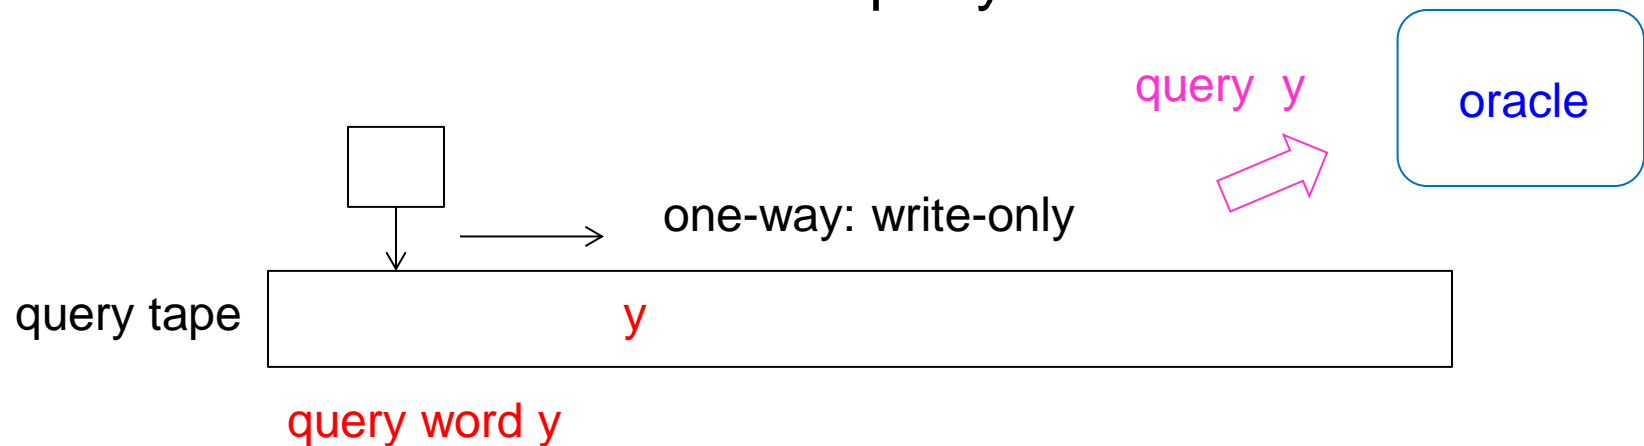 query y
oracle
one-way: write-only
query tape
y
query word y